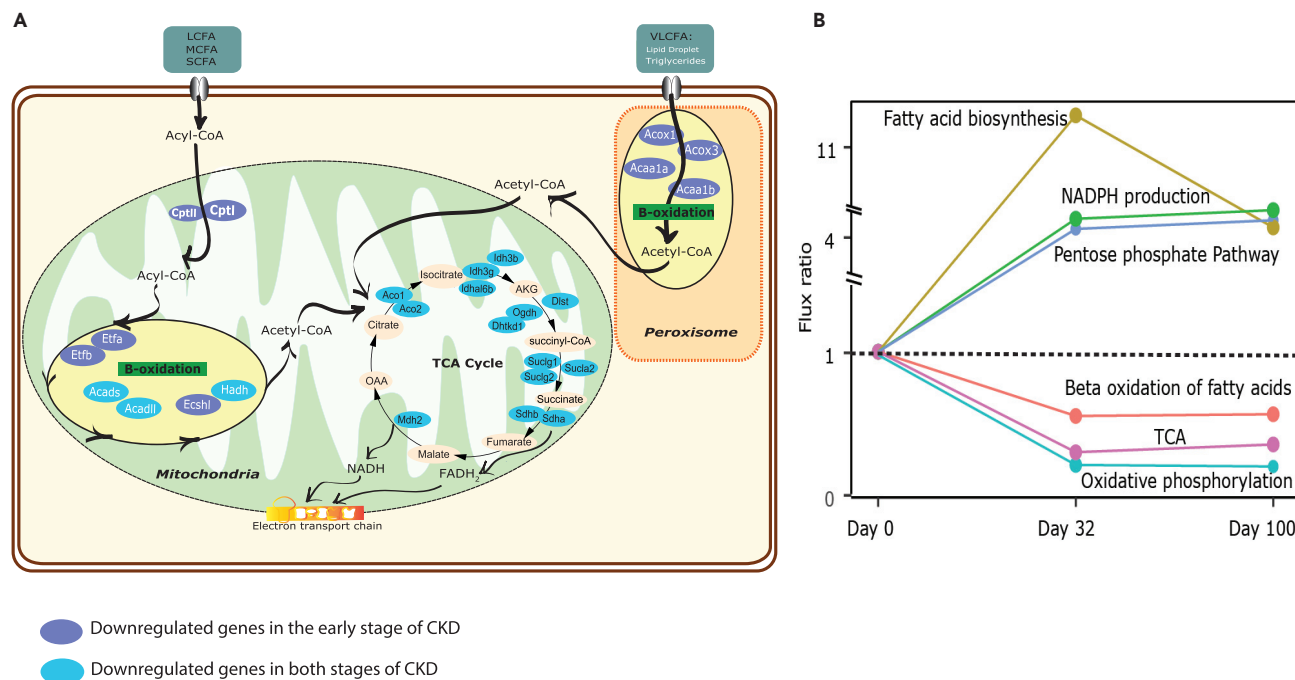 A
LCFA
MCFA
SCFA
Acyl-CoA
CptII
CptI
Acyl-CoA
Etfa
Etfb
B-oxidation
Acads
Acadll
Ecshl
Hadh
Mitochondria
Acetyl-CoA
Acetyl-CoA
VLCFA:
Lipid Droplet
Triglycerides
Acox1
Acox3
Acaa1a
Acaa1b
B-oxidation
Acetyl-CoA
Peroxisome
TCA Cycle
Isocitrate
Idh3b
Idh3g
Idhal6b
AKG
Dlst
Ogdh
Dhtkd1
succinyl-CoA
Suclg1
Sucla2
Suclg2
Succinate
Sdhb
Sdha
Fumarate
Malate
Mdh2
OAA
Citrate
Aco1
Aco2
NADH
FADH2
Electron transport chain
Downregulated genes in the early stage of CKD
Downregulated genes in both stages of CKD
B
Flux ratio
11
4
1
0
Fatty acid biosynthesis
NADPH production
Pentose phosphate Pathway
Beta oxidation of fatty acids
TCA
Oxidative phosphorylation
Day 0
Day 32
Day 100